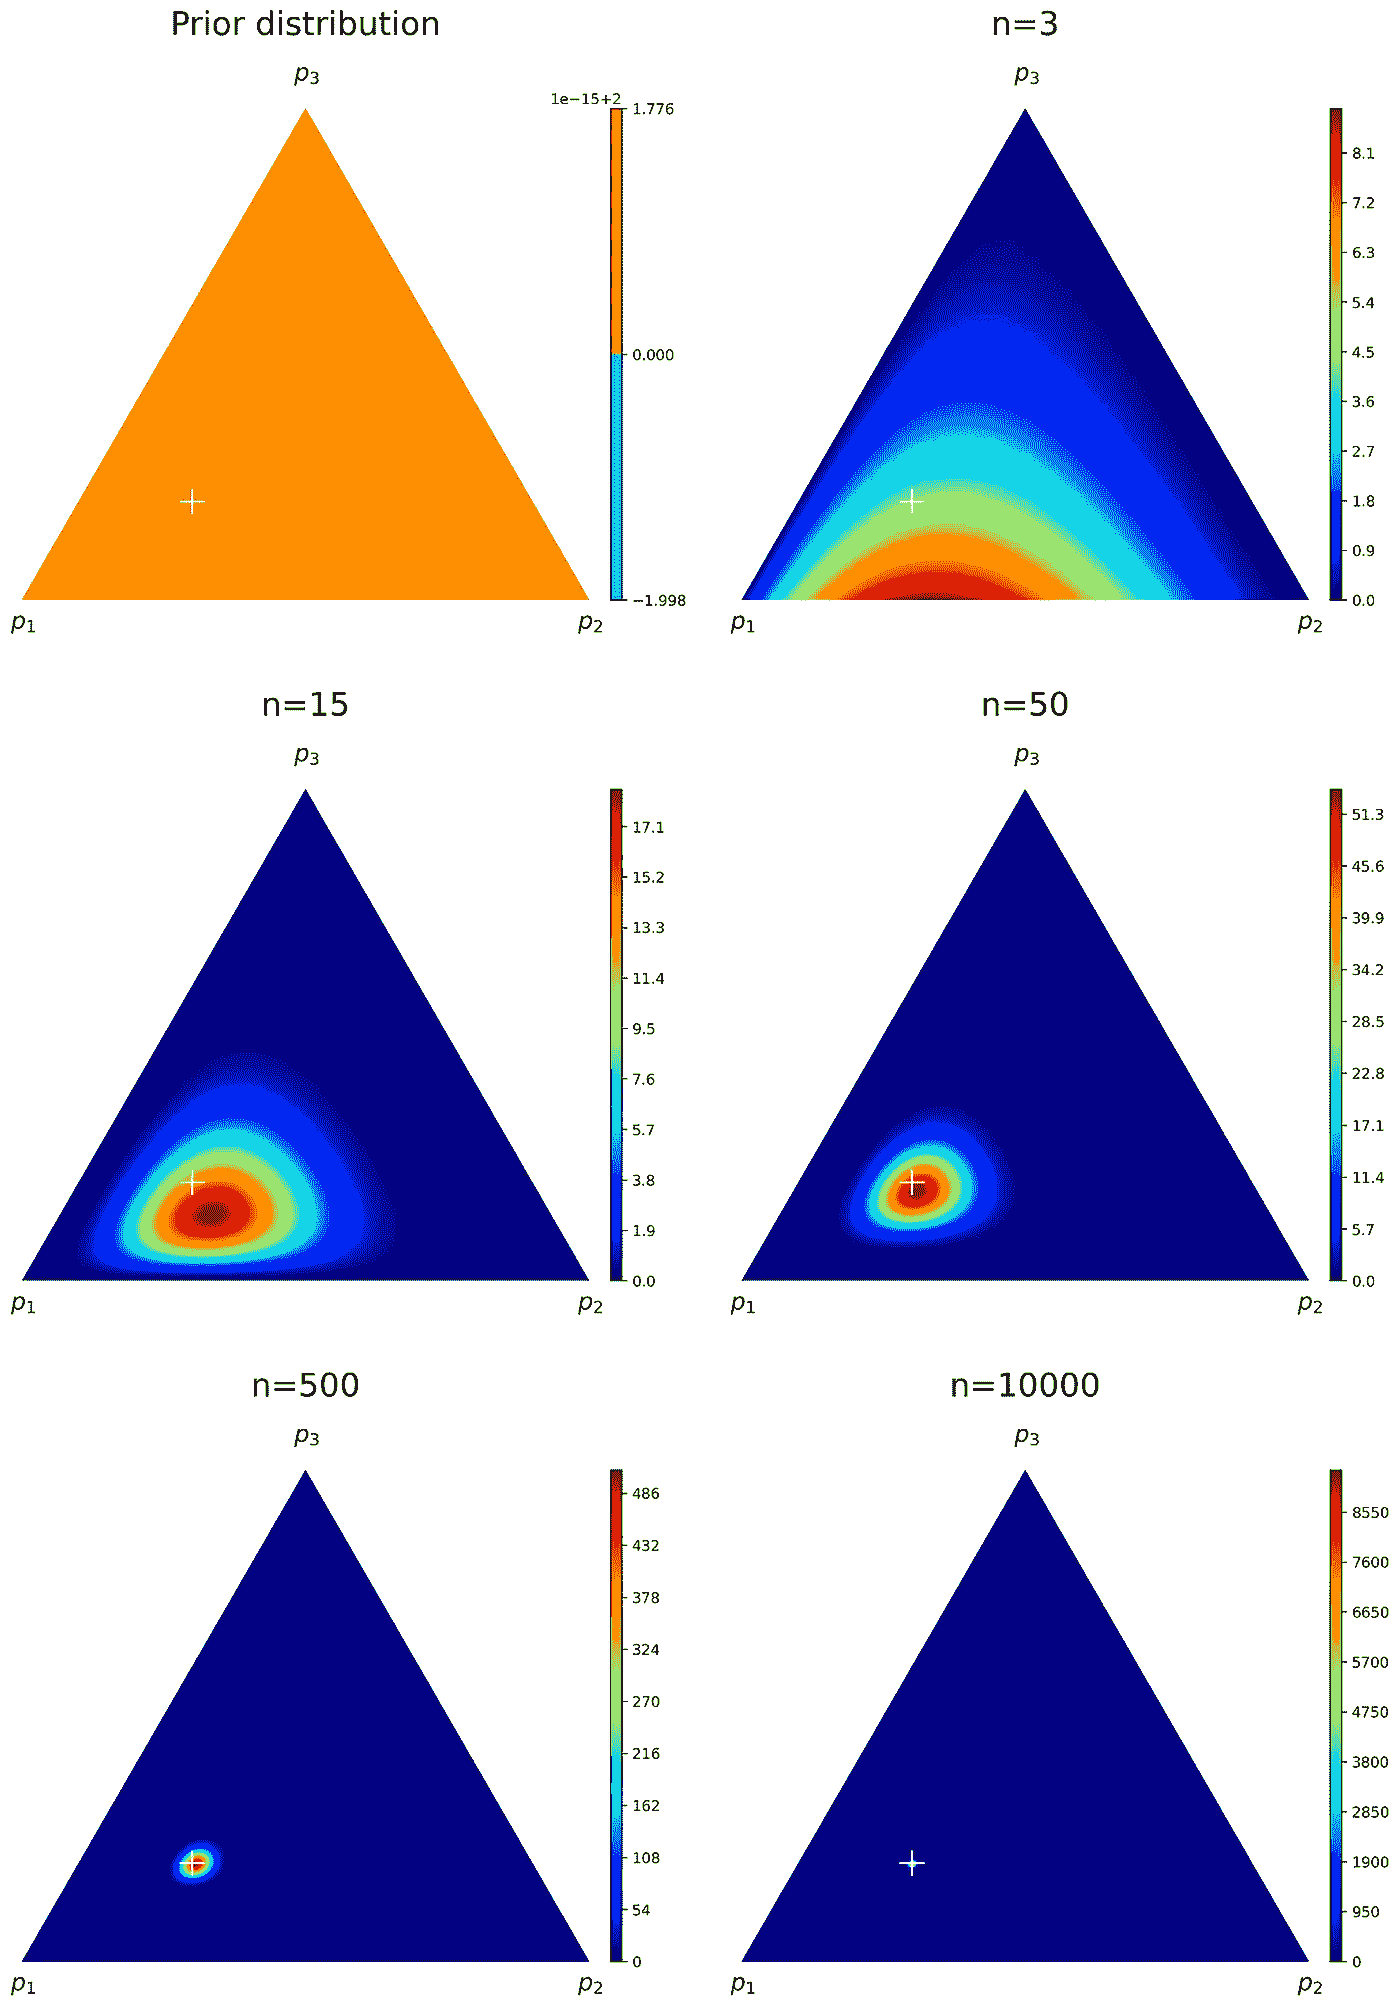 Prior distribution
p3
1e−15+2
1.776
0.000
−1.998
p1
p2
n=3
p3
8.1
7.2
6.3
5.4
4.5
3.6
2.7
1.8
0.9
0.0
p1
p2
n=15
p3
17.1
15.2
13.3
11.4
9.5
7.6
5.7
3.8
1.9
0.0
p1
p2
n=50
p3
51.3
45.6
39.9
34.2
28.5
22.8
17.1
11.4
5.7
0.0
p1
p2
n=500
p3
486
432
378
324
270
216
162
108
54
0
p1
p2
n=10000
p3
8550
7600
6650
5700
4750
3800
2850
1900
950
0
p1
p2